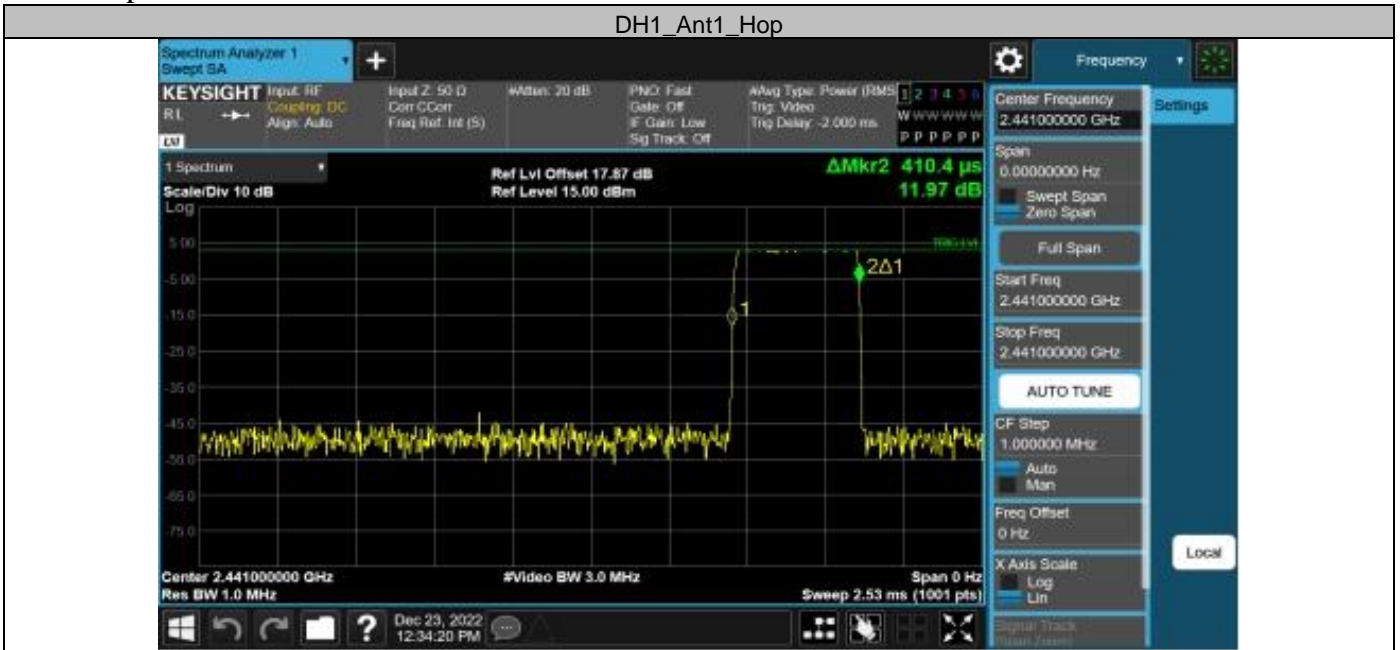 DH1_Ant1_Hop
Spectrum Analyzer 1
Swept SA
+
Frequency
KEYSIGHT
RL
LXI
Input: RF
Coupling: DC
Align: Auto
Input Z: 50 Ω
Corr CCorr
Freq Ref: Int (S)
#Atten: 20 dB
PNO: Fast
Gate: Off
IF Gain: Low
Sig Track: Off
#Avg Type: Power (RMS
Trig: Video
Trig Delay: -2.000 ms
1 2 3 4 5 6
W W W W W W
P P P P P P
1 Spectrum
Scale/Div 10 dB
Log
Ref Lvl Offset 17.87 dB
Ref Level 15.00 dBm
ΔMkr2 410.4 µs
11.97 dB
TRIG LVL
5.00
-5.00
-15.0
-25.0
-35.0
-45.0
-55.0
-65.0
-75.0
1
2Δ1
Center 2.441000000 GHz
Res BW 1.0 MHz
#Video BW 3.0 MHz
Span 0 Hz
Sweep 2.53 ms (1001 pts)
Center Frequency
2.441000000 GHz
Settings
Span
0.00000000 Hz
Swept Span
Zero Span
Full Span
Start Freq
2.441000000 GHz
Stop Freq
2.441000000 GHz
AUTO TUNE
CF Step
1.000000 MHz
Auto
Man
Freq Offset
0 Hz
X Axis Scale
Log
Lin
Signal Track
Local
?
Dec 23, 2022
12:34:20 PM